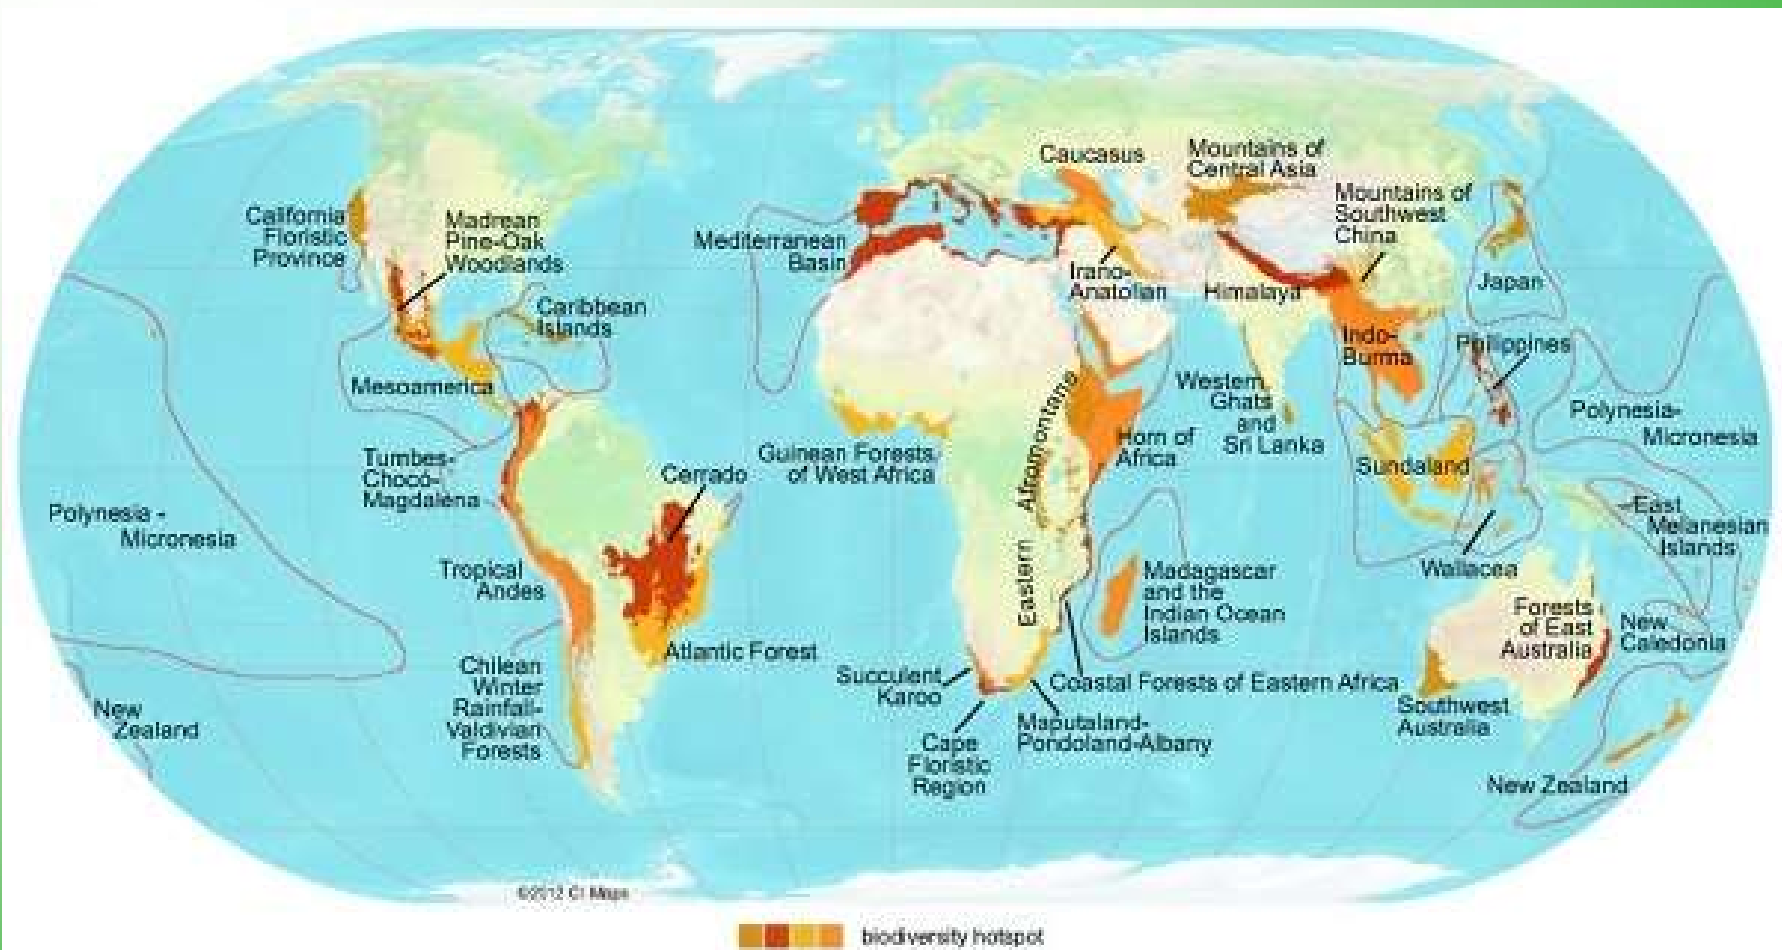 Caucasus
Mountains of
Central Asia
Mountains of
Southwest
China
California
Floristic
Province
Madrean
Pine-Oak
Woodlands
Mediterranean
Basin
Irano-
Anatolian
Himalaya
Japan
Caribbean
Islands
Indo-
Burma
Philippines
Mesoamerica
Western
Ghats
and
Sri Lanka
Polynesia-
Micronesia
Tumbes-
Chocó-
Magdalena
Cerrado
Guinean Forests
of West Africa
Eastern Afromontane
Horn of
Africa
Sundaland
Polynesia -
Micronesia
East
Melanesian
Islands
Wallacea
Tropical
Andes
Madagascar
and the
Indian Ocean
Islands
Forests
of East
Australia
New
Caledonia
Atlantic Forest
Chilean
Winter
Rainfall-
Valdivian
Forests
Succulent
Karoo
Coastal Forests of Eastern Africa
Southwest
Australia
New
Zealand
Cape
Floristic
Region
Maputaland-
Pondoland-Albany
New Zealand
©2012 CI Maps
biodiversity hotspot